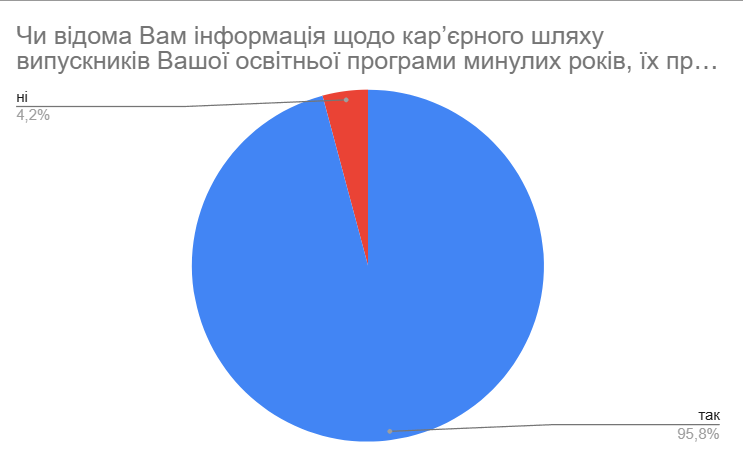 Чи відома Вам інформація щодо кар’єрного шляху
випускників Вашої освітньої програми минулих років, їх пр…
ні
4,2%
так
95,8%